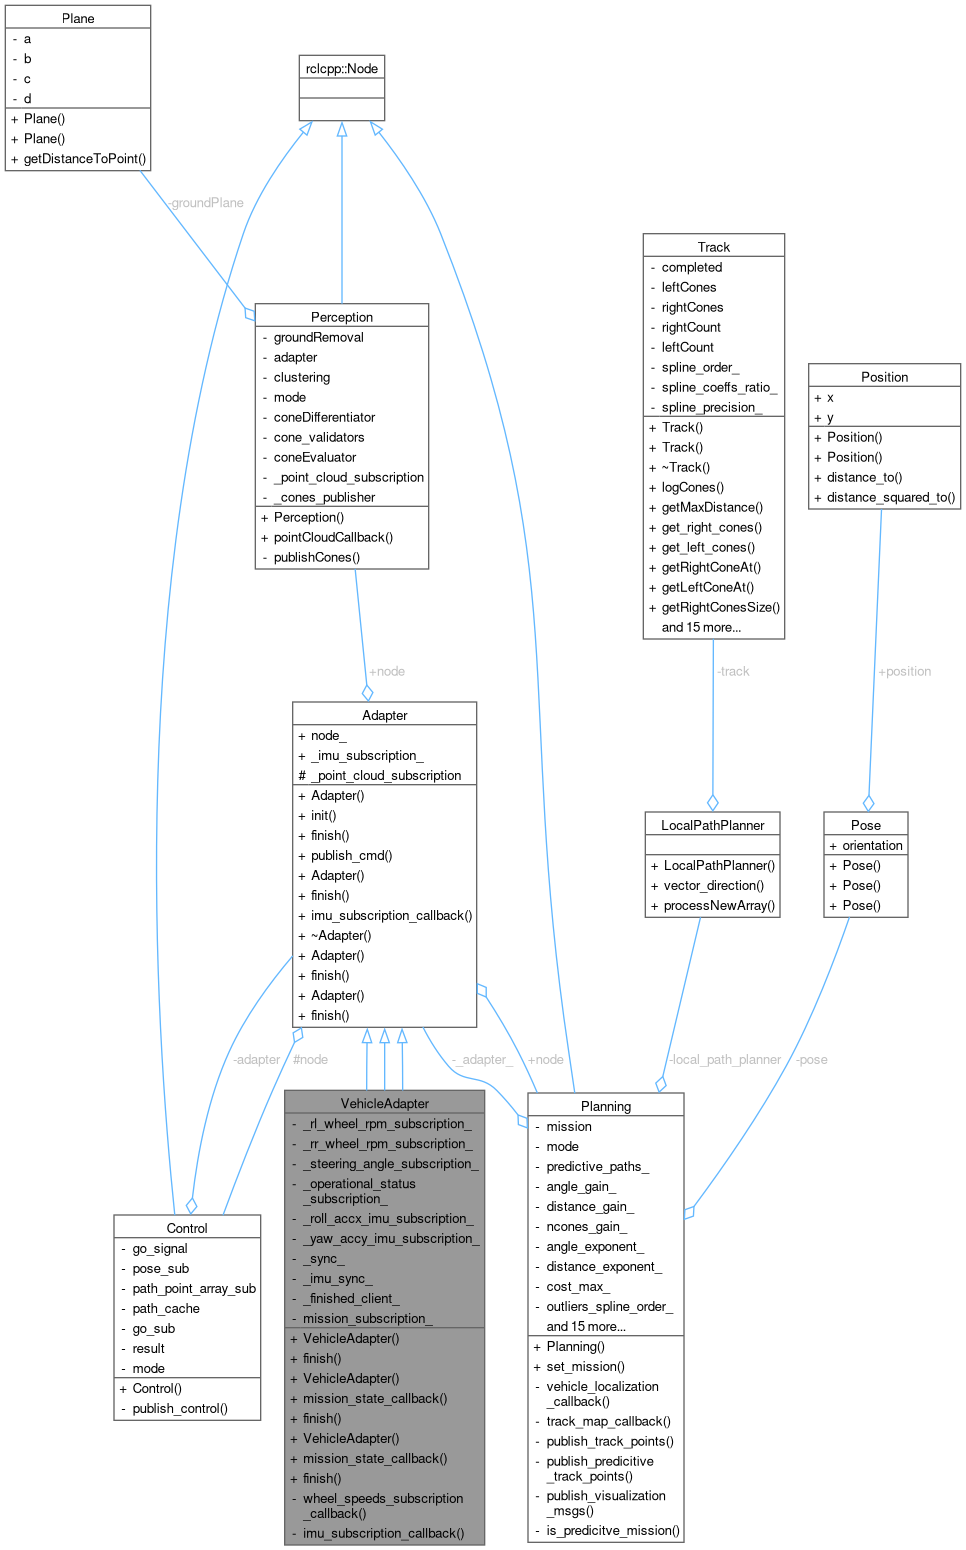 Plane
- a
- b
- c
- d
+ Plane()
+ Plane()
+ getDistanceToPoint()
rclcpp::Node
-groundPlane
Perception
- groundRemoval
- adapter
- clustering
- mode
- coneDifferentiator
- cone_validators
- coneEvaluator
- _point_cloud_subscription
- _cones_publisher
+ Perception()
+ pointCloudCallback()
- publishCones()
Track
- completed
- leftCones
- rightCones
- rightCount
- leftCount
- spline_order_
- spline_coeffs_ratio_
- spline_precision_
+ Track()
+ Track()
+ ~Track()
+ logCones()
+ getMaxDistance()
+ get_right_cones()
+ get_left_cones()
+ getRightConeAt()
+ getLeftConeAt()
+ getRightConesSize()
and 15 more...
Position
+ x
+ y
+ Position()
+ Position()
+ distance_to()
+ distance_squared_to()
+node
-track
+position
Adapter
+ node_
+ _imu_subscription_
# _point_cloud_subscription
+ Adapter()
+ init()
+ finish()
+ publish_cmd()
+ Adapter()
+ finish()
+ imu_subscription_callback()
+ ~Adapter()
+ Adapter()
+ finish()
+ Adapter()
+ finish()
LocalPathPlanner
+ LocalPathPlanner()
+ vector_direction()
+ processNewArray()
Pose
+ orientation
+ Pose()
+ Pose()
+ Pose()
-adapter
#node
-_adapter_
+node
-local_path_planner
-pose
Control
- go_signal
- pose_sub
- path_point_array_sub
- path_cache
- go_sub
- result
- mode
+ Control()
- publish_control()
VehicleAdapter
- _rl_wheel_rpm_subscription_
- _rr_wheel_rpm_subscription_
- _steering_angle_subscription_
- _operational_status
_subscription_
- _roll_accx_imu_subscription_
- _yaw_accy_imu_subscription_
- _sync_
- _imu_sync_
- _finished_client_
- mission_subscription_
+ VehicleAdapter()
+ finish()
+ VehicleAdapter()
+ mission_state_callback()
+ finish()
+ VehicleAdapter()
+ mission_state_callback()
+ finish()
- wheel_speeds_subscription
_callback()
- imu_subscription_callback()
Planning
- mission
- mode
- predictive_paths_
- angle_gain_
- distance_gain_
- ncones_gain_
- angle_exponent_
- distance_exponent_
- cost_max_
- outliers_spline_order_
and 15 more...
+ Planning()
+ set_mission()
- vehicle_localization
_callback()
- track_map_callback()
- publish_track_points()
- publish_predicitive
_track_points()
- publish_visualization
_msgs()
- is_predicitve_mission()